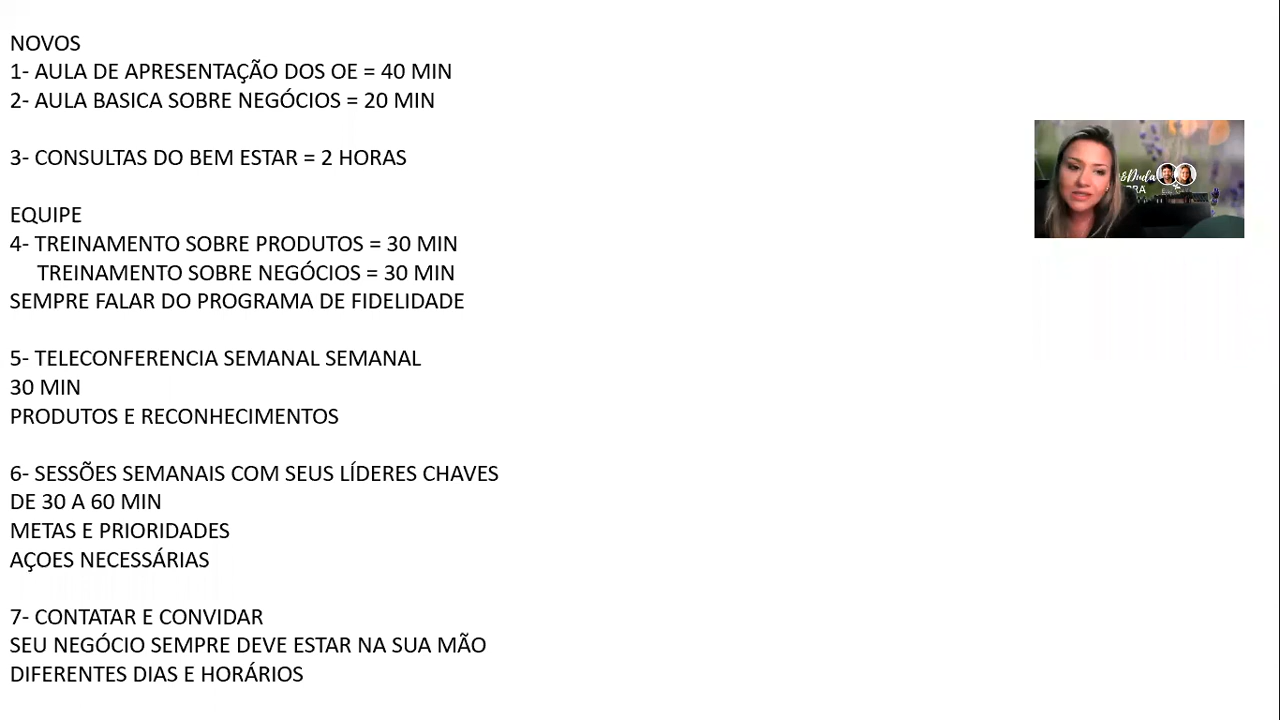 NOVOS
1- AULA DE APRESENTAÇÃO DOS OE = 40 MIN
2- AULA BASICA SOBRE NEGÓCIOS = 20 MIN
3- CONSULTAS DO BEM ESTAR = 2 HORAS
EQUIPE
4- TREINAMENTO SOBRE PRODUTOS = 30 MIN
TREINAMENTO SOBRE NEGÓCIOS = 30 MIN
SEMPRE FALAR DO PROGRAMA DE FIDELIDADE
5- TELECONFERENCIA SEMANAL SEMANAL
30 MIN
PRODUTOS E RECONHECIMENTOS
6- SESSÕES SEMANAIS COM SEUS LÍDERES CHAVES
DE 30 A 60 MIN
METAS E PRIORIDADES
AÇOES NECESSÁRIAS
7- CONTATAR E CONVIDAR
SEU NEGÓCIO SEMPRE DEVE ESTAR NA SUA MÃO
DIFERENTES DIAS E HORÁRIOS
&Duda